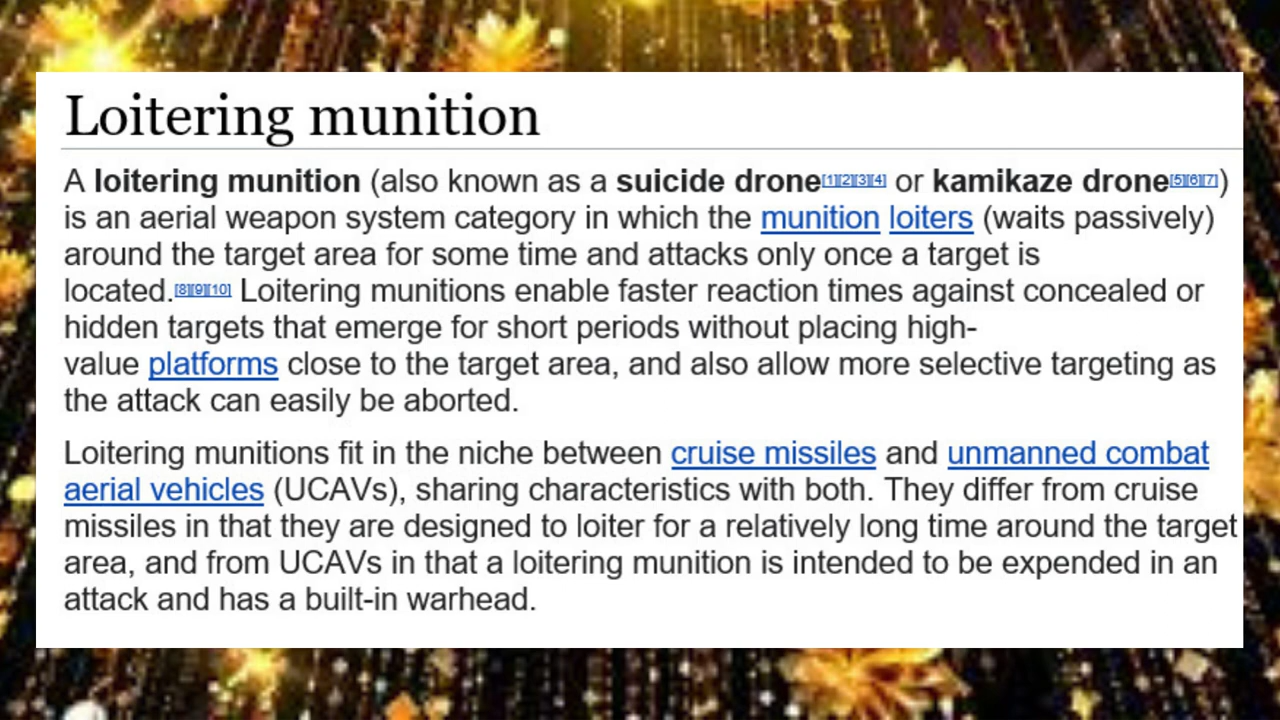 Loitering munition
A loitering munition (also known as a suicide drone[1][2][3][4] or kamikaze drone[5][6][7])
is an aerial weapon system category in which the munition loiters (waits passively)
around the target area for some time and attacks only once a target is
located.[8][9][10] Loitering munitions enable faster reaction times against concealed or
hidden targets that emerge for short periods without placing high-
value platforms close to the target area, and also allow more selective targeting as
the attack can easily be aborted.
Loitering munitions fit in the niche between cruise missiles and unmanned combat
aerial vehicles (UCAVs), sharing characteristics with both. They differ from cruise
missiles in that they are designed to loiter for a relatively long time around the target
area, and from UCAVs in that a loitering munition is intended to be expended in an
attack and has a built-in warhead.